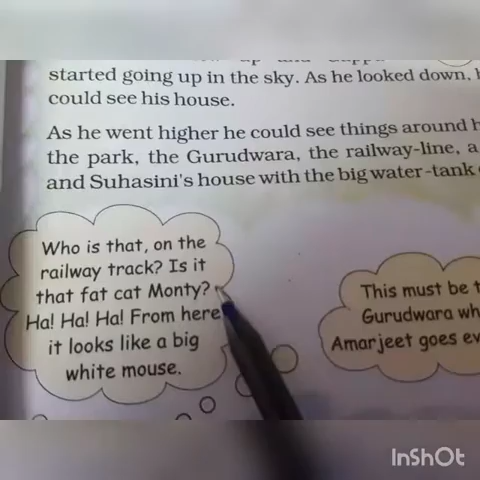 started going up in the sky. As he looked down,
could see his house.
As he went higher he could see things around
the park, the Gurudwara, the railway-line,
and Suhasini's house with the big water-tank
Who is that, on the
railway track? Is it
that fat cat Monty?
Ha! Ha! Ha! From here
it looks like a big
white mouse.
This must be
Gurudwara
Amarjeet goes
InShOt